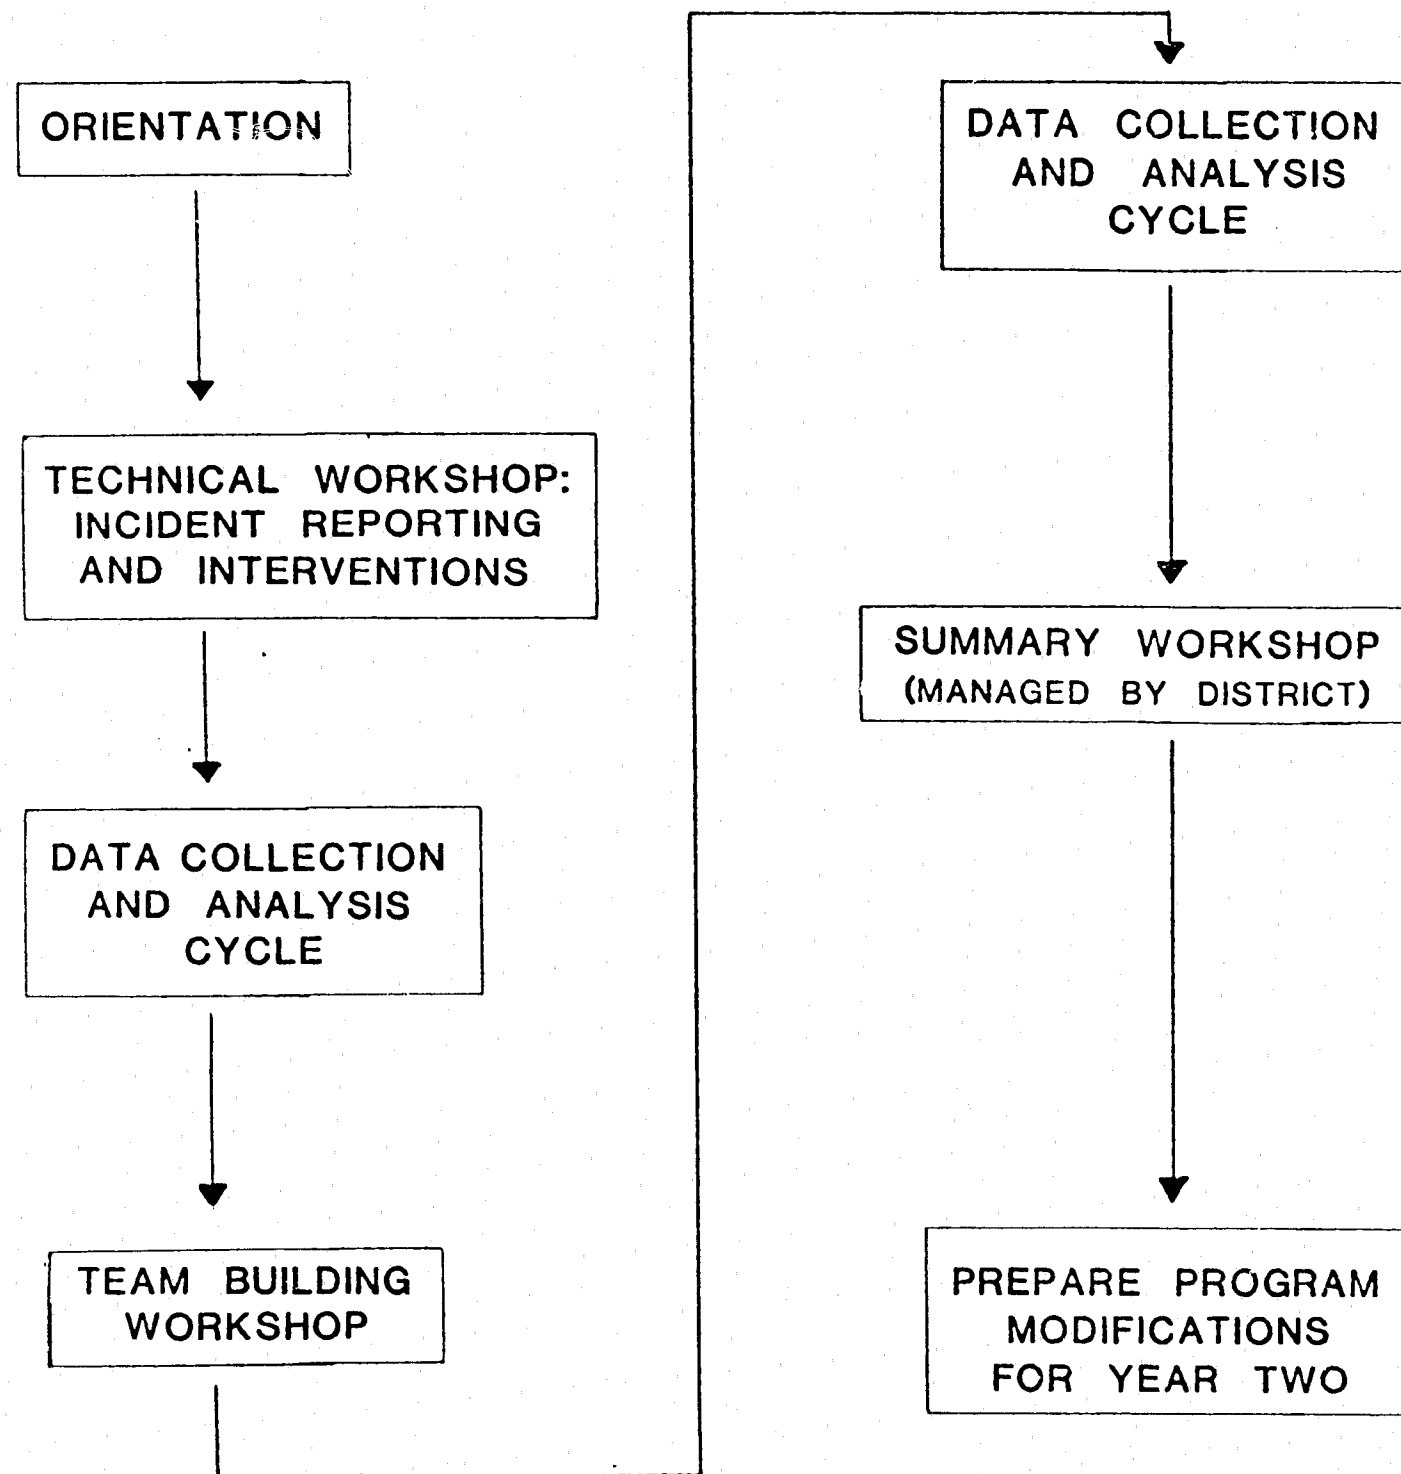 ORIENTATION
TECHNICAL WORKSHOP:
INCIDENT REPORTING
AND INTERVENTIONS
DATA COLLECTION
AND ANALYSIS
CYCLE
TEAM BUILDING
WORKSHOP
DATA COLLECTION
AND ANALYSIS
CYCLE
SUMMARY WORKSHOP
(MANAGED BY DISTRICT)
PREPARE PROGRAM
MODIFICATIONS
FOR YEAR TWO